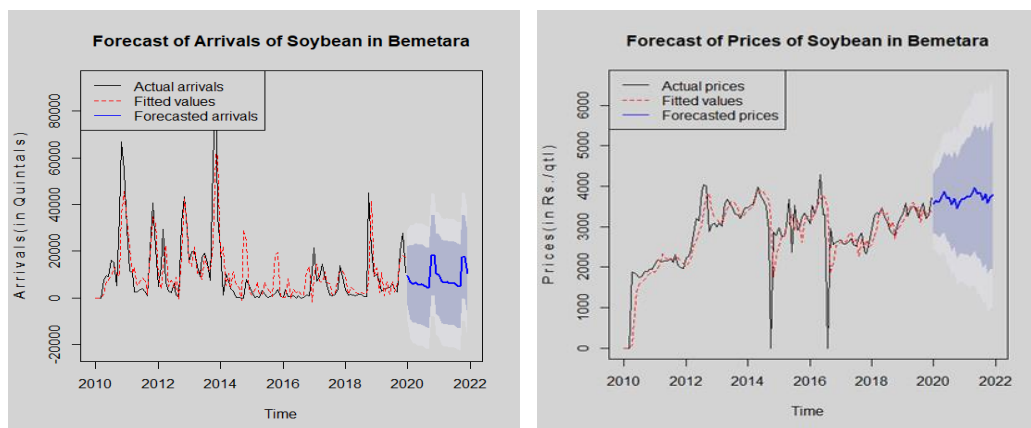 Forecast of Arrivals of Soybean in Bemetara
Actual arrivals
Fitted values
Forecasted arrivals
Arrivals(in Quintals)
80000
60000
40000
20000
0
-20000
2010 2012 2014 2016 2018 2020 2022
Time
Forecast of Prices of Soybean in Bemetara
Actual prices
Fitted values
Forecasted prices
Prices(in Rs./qtl)
6000
5000
4000
3000
2000
1000
0
2010 2012 2014 2016 2018 2020 2022
Time